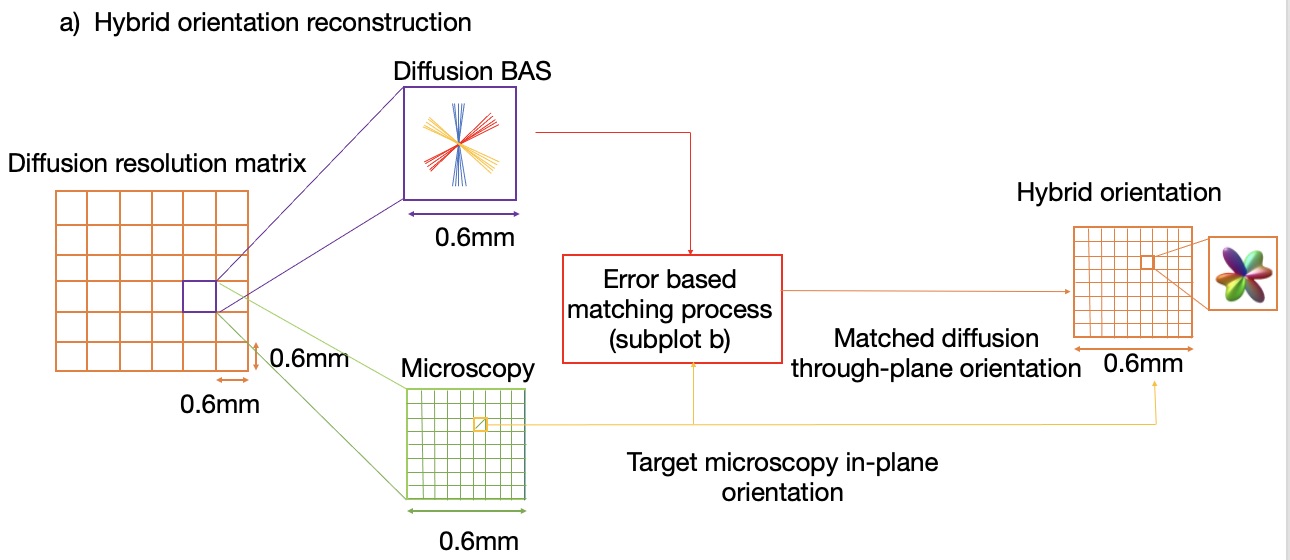 a) Hybrid orientation reconstruction
Diffusion BAS
Diffusion resolution matrix
0.6mm
Hybrid orientation
Error based
matching process
(subplot b)
Matched diffusion
through-plane orientation
0.6mm
0.6mm
0.6mm
Microscopy
Target microscopy in-plane
orientation
0.6mm